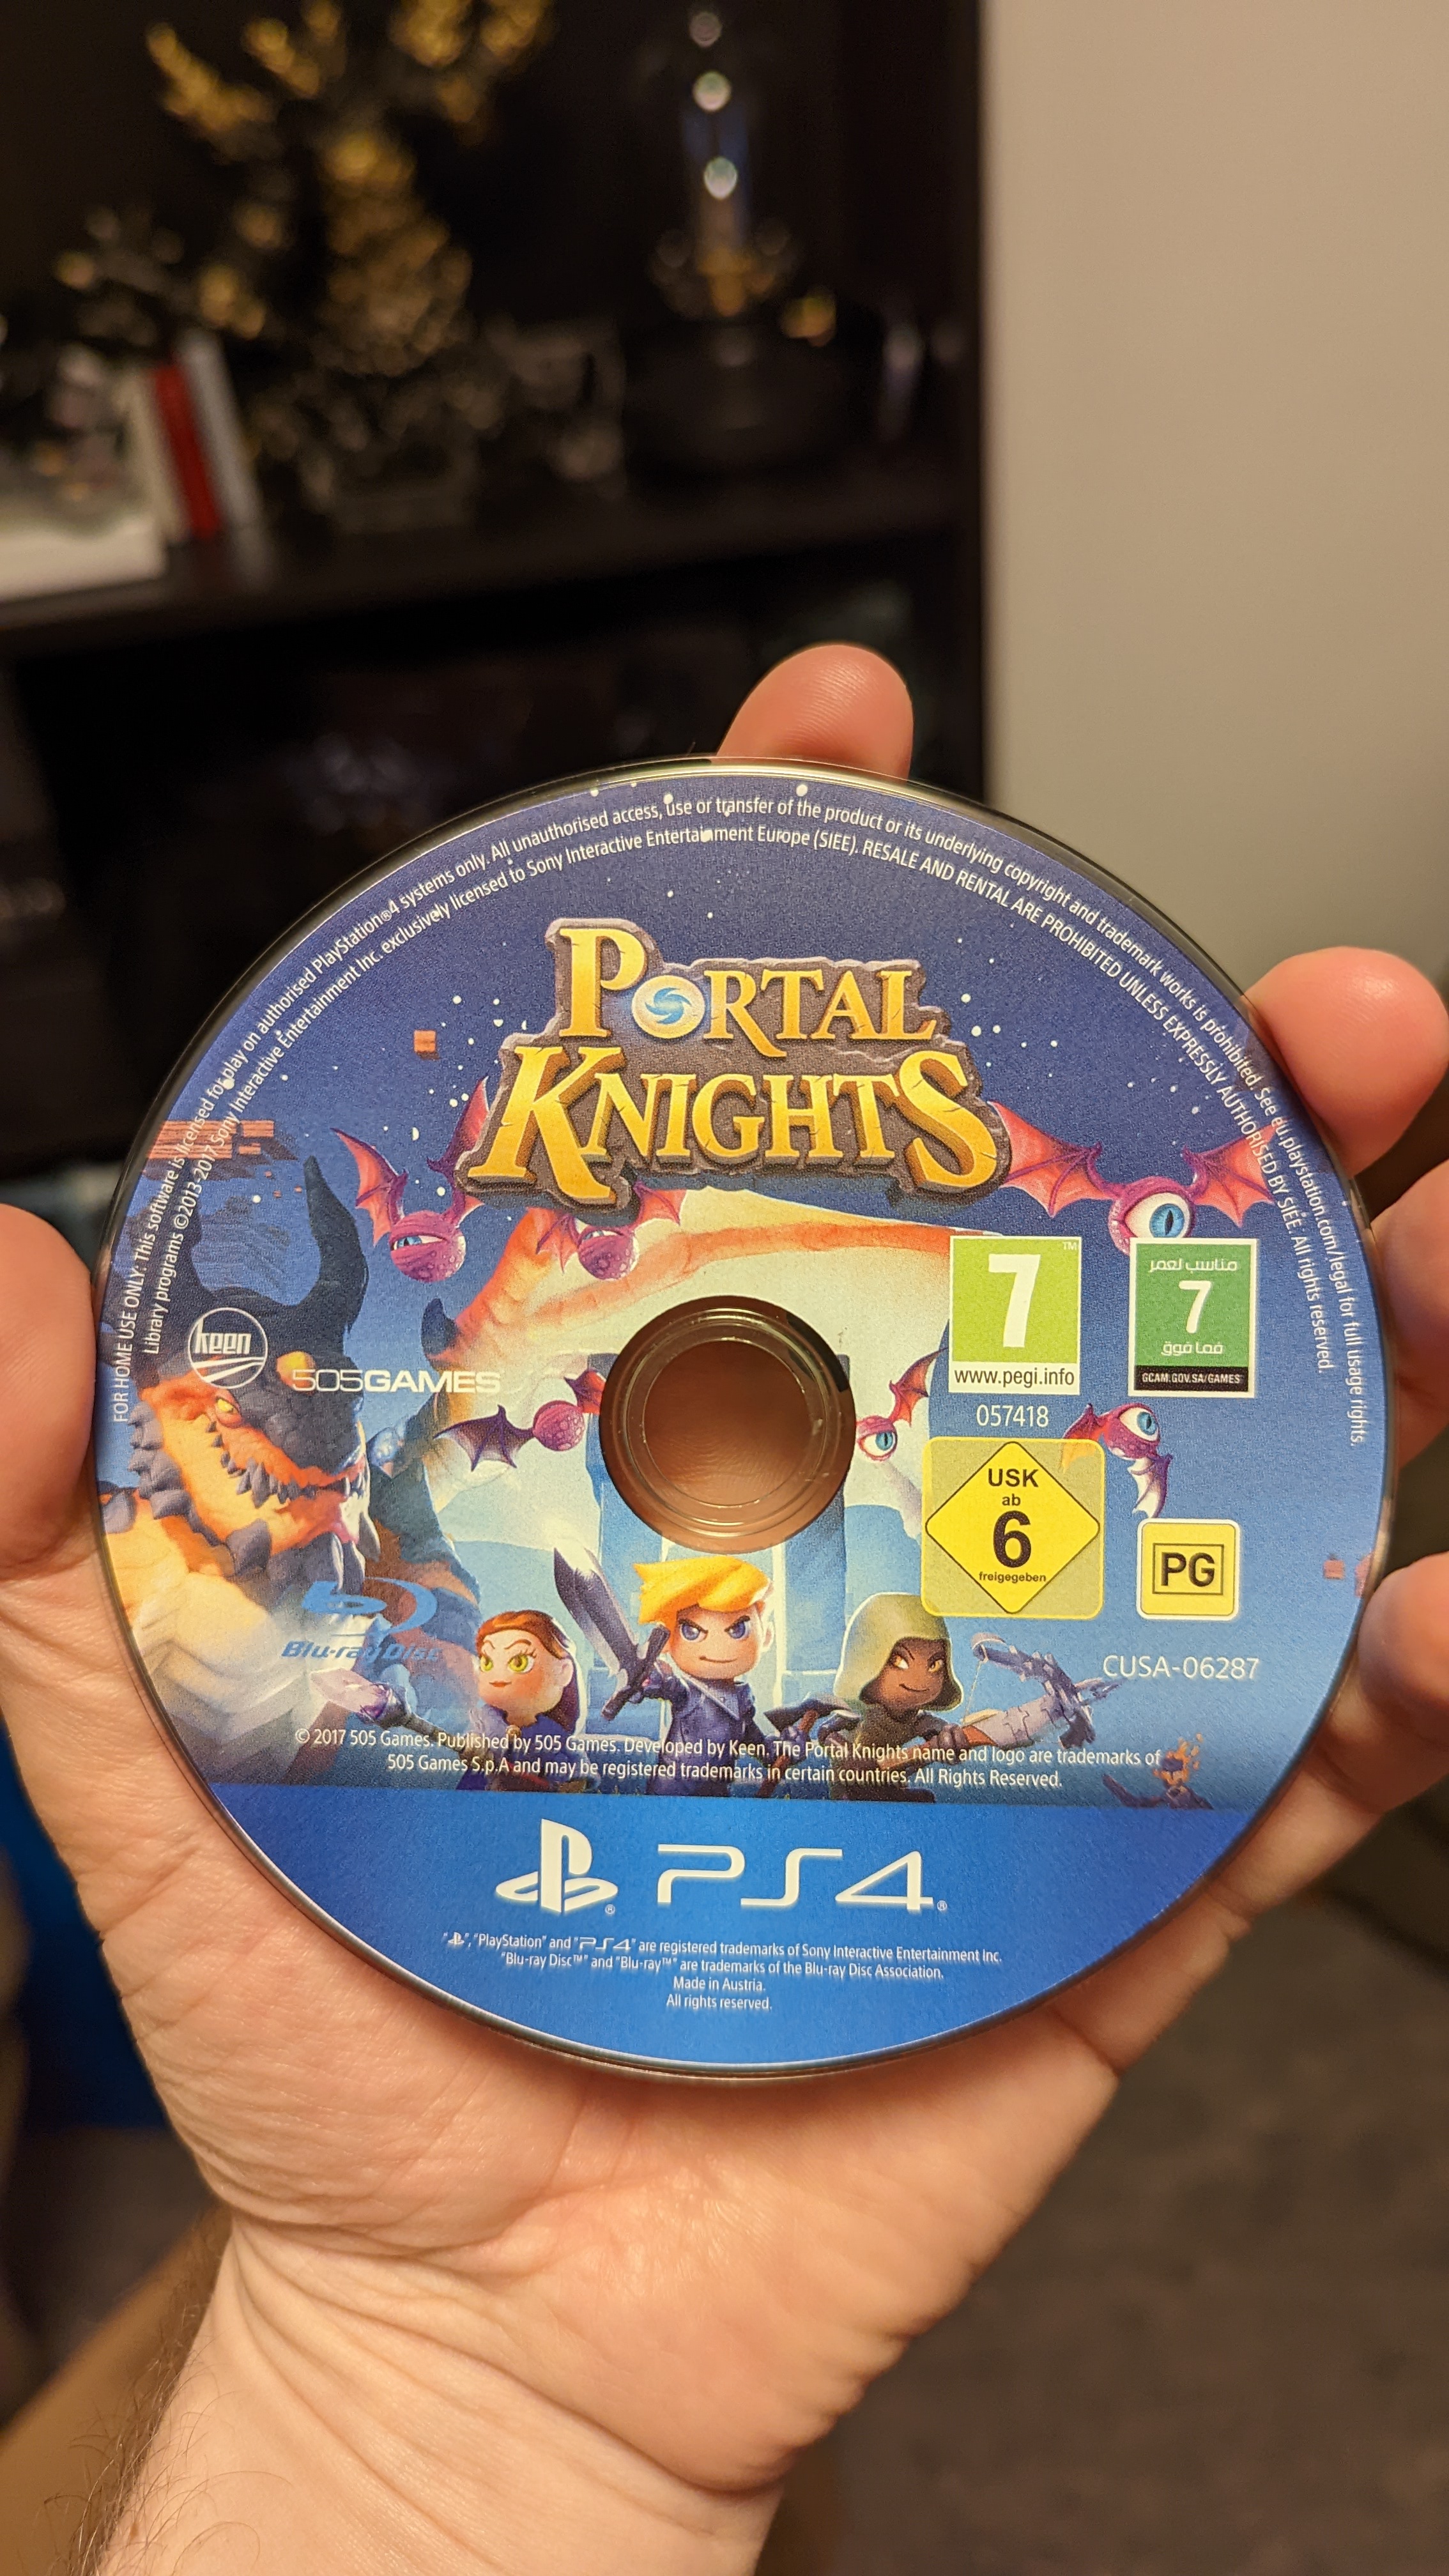 FOR HOME USE ONLY: This software is licensed for play on authorised PlayStation®4 systems only. All unauthorised access, use or transfer of the product or its underlying copyright and trademark works is prohibited. See eu.playstation.com/legal for full usage rights.
Library programs ©2013-2017 Sony Interactive Entertainment Inc. exclusively licensed to Sony Interactive Entertainment Europe (SIEE). RESALE AND RENTAL ARE PROHIBITED UNLESS EXPRESSLY AUTHORISED BY SIEE. All rights reserved.
PORTAL
KNIGHTS
keen
505GAMES
7™
www.pegi.info
057418
مناسب لعمر
7
فما فوق
GCAM.GOV.SA/GAMES
USK
ab
6
freigegeben
PG
Blu-ray Disc
CUSA-06287
© 2017 505 Games. Published by 505 Games. Developed by Keen. The Portal Knights name and logo are trademarks of
505 Games S.p.A and may be registered trademarks in certain countries. All Rights Reserved.
® PS4®
" ", "PlayStation" and "PS4" are registered trademarks of Sony Interactive Entertainment Inc.
"Blu-ray Disc™" and "Blu-ray™" are trademarks of the Blu-ray Disc Association.
Made in Austria.
All rights reserved.